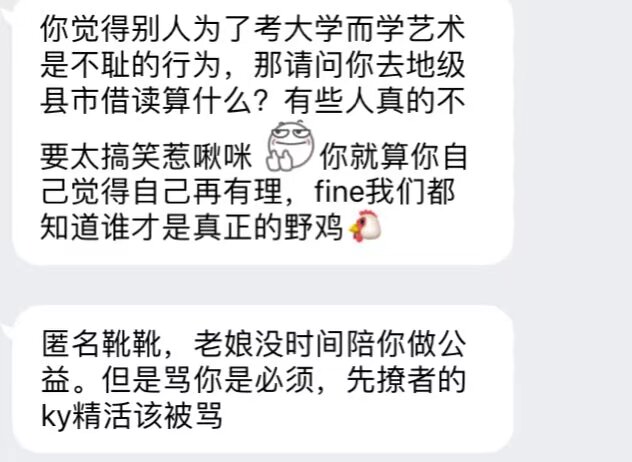 你觉得别人为了考大学而学艺术
是不耻的行为，那请问你去地级
县市借读算什么？有些人真的不
要太搞笑惹啾咪 你就算你自
己觉得自己再有理，fine我们都
知道谁才是真正的野鸡🐔
匿名靴靴，老娘没时间陪你做公
益。但是骂你是必须，先撩者的
ky精活该被骂